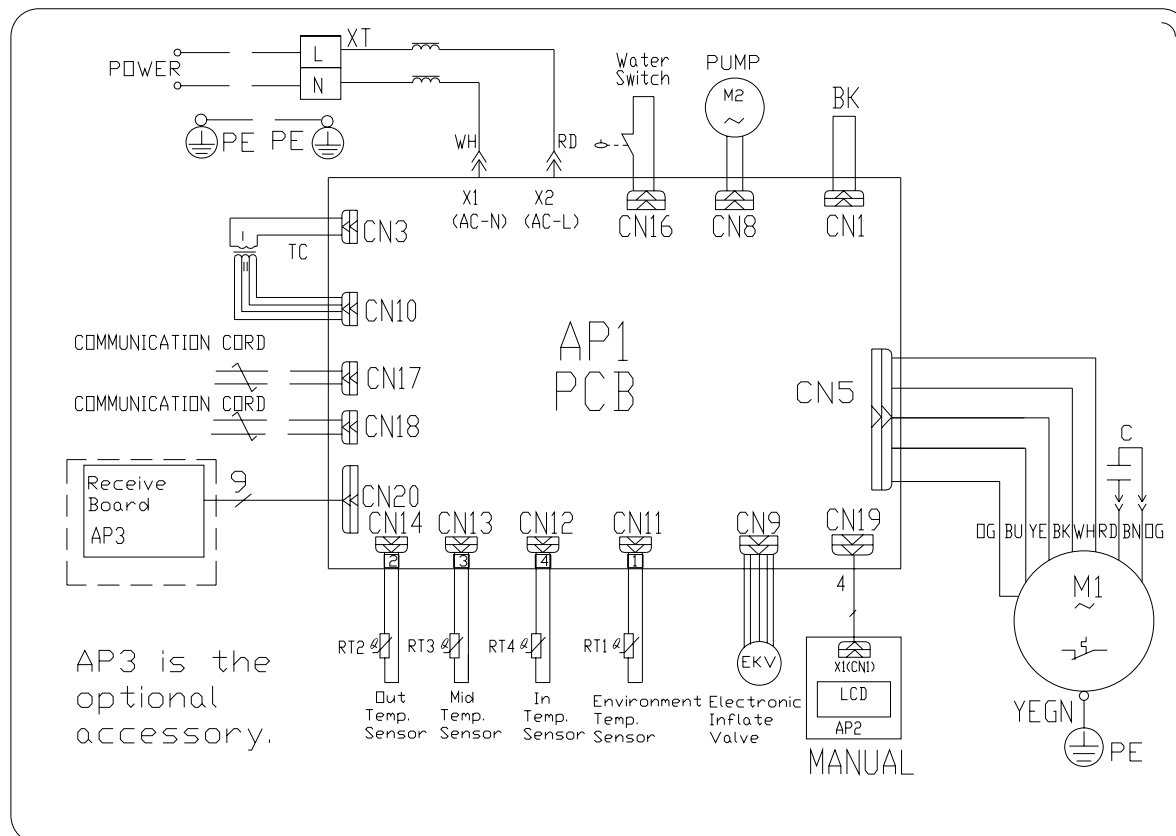 POWER
L
N
XT
PE PE
WH
RD
X1
(AC-N)
X2
(AC-L)
Water
Switch
CN16
PUMP
M2
~
CN8
BK
CN1
I
II
TC
CN3
CN10
COMMUNICATION CORD
CN17
COMMUNICATION CORD
CN18
AP1
PCB
CN5
Receive
Board
AP3
9
CN20
CN14
CN13
CN12
CN11
CN9
CN19
2
3
4
1
4
RT2
RT3
RT4
RT1
EKV
X1(CN1)
LCD
AP2
MANUAL
Out
Temp.
Sensor
Mid
Temp.
Sensor
In
Temp.
Sensor
Environment
Temp.
Sensor
Electronic
Inflate
Valve
C
OG BU YE BK WH RD BN OG
M1
~
YEGN
PE
AP3 is the
optional
accessory.